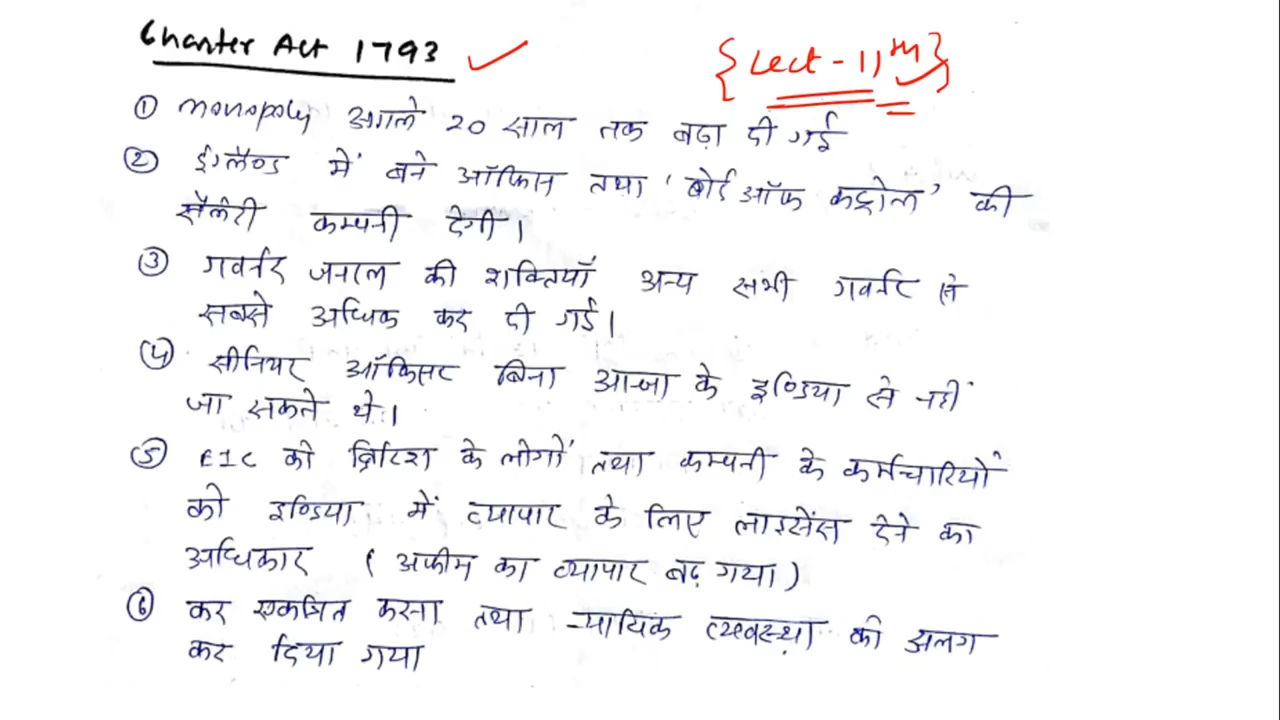 Charter Act 1793
{Lect - 11th}
① monopoly अगले 20 साल तक बढ़ा दी गई
② इंग्लैण्ड में बने ऑफिस तथा 'बोर्ड ऑफ कट्रोल' की
सैलेरी कम्पनी देगी।
③ गवर्नर जनरल की शक्तियाँ अन्य सभी गवर्नर से
सबसे अधिक कर दी गई।
④ सीनियर ऑफिसर बिना आज्ञा के इण्डिया से नहीं
जा सकते थे।
⑤ EIC को ब्रिटिश के लोगों तथा कम्पनी के कर्मचारियों
को इण्डिया में व्यापार के लिए लाइसेंस देने का
अधिकार (अफीम का व्यापार बढ़ गया)
⑥ कर एकत्रित करना तथा न्यायिक व्यवस्था की अलग
कर दिया गया